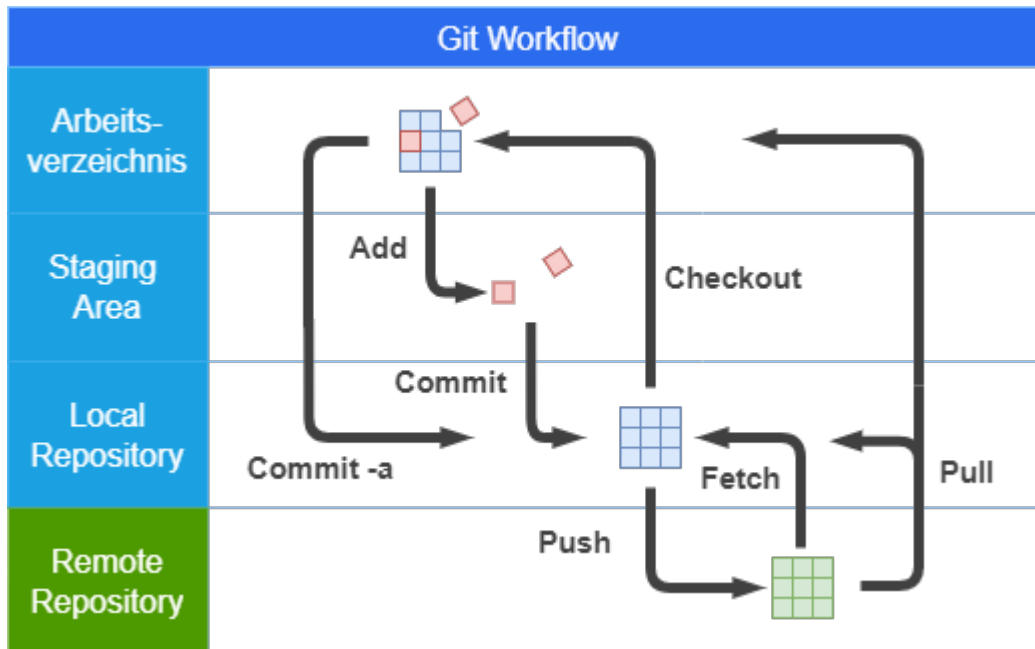 Git Workflow
Arbeits-
verzeichnis
Add
Staging
Area
Checkout
Commit
Local
Repository
Commit -a
Fetch
Pull
Push
Remote
Repository